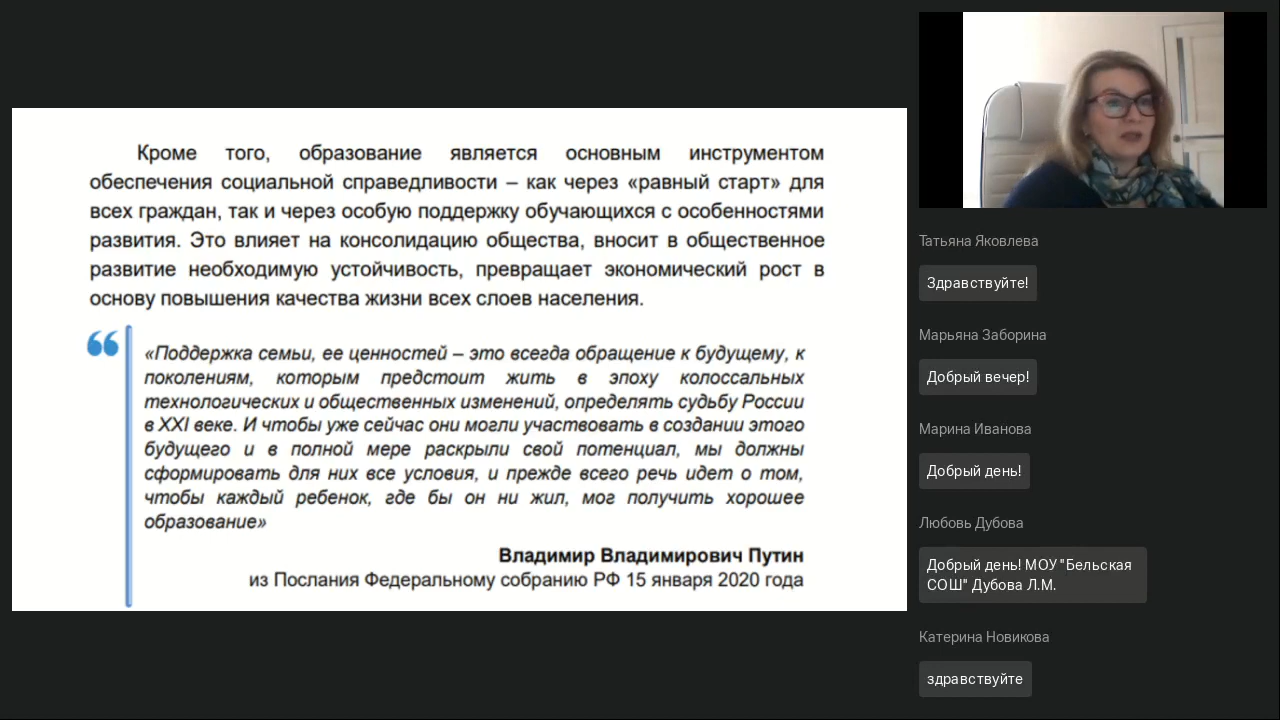 Кроме того, образование является основным инструментом
обеспечения социальной справедливости – как через «равный старт» для
всех граждан, так и через особую поддержку обучающихся с особенностями
развития. Это влияет на консолидацию общества, вносит в общественное
развитие необходимую устойчивость, превращает экономический рост в
основу повышения качества жизни всех слоев населения.
«Поддержка семьи, ее ценностей – это всегда обращение к будущему, к
поколениям, которым предстоит жить в эпоху колоссальных
технологических и общественных изменений, определять судьбу России
в XXI веке. И чтобы уже сейчас они могли участвовать в создании этого
будущего и в полной мере раскрыли свой потенциал, мы должны
сформировать для них все условия, и прежде всего речь идет о том,
чтобы каждый ребенок, где бы он ни жил, мог получить хорошее
образование»
Владимир Владимирович Путин
из Послания Федеральному собранию РФ 15 января 2020 года
Татьяна Яковлева
Здравствуйте!
Марьяна Заборина
Добрый вечер!
Марина Иванова
Добрый день!
Любовь Дубова
Добрый день! МОУ "Бельская
СОШ" Дубова Л.М.
Катерина Новикова
здравствуйте